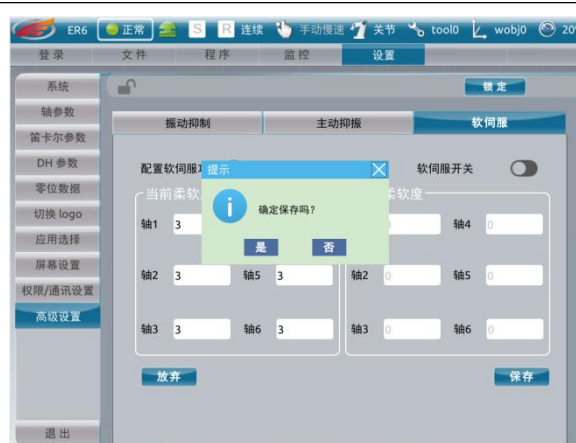 ER6 正常 S R 连续 手动慢速 关节 tool0 wobj0 20
登录 文件 程序 监控 设置
系统
轴参数
笛卡尔参数
DH 参数
零位数据
切换 logo
应用选择
屏幕设置
权限/通讯设置
高级设置
退出
锁定
振动抑制 主动抑振 软伺服
配置软伺服 软伺服开关
当前柔软 柔软度
提示
确定保存吗?
是 否
轴1 3 轴4 0
轴2 3 轴5 3 轴2 0 轴5 0
轴3 3 轴6 3 轴3 0 轴6 0
放弃 保存